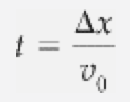 t = Δx / v₀